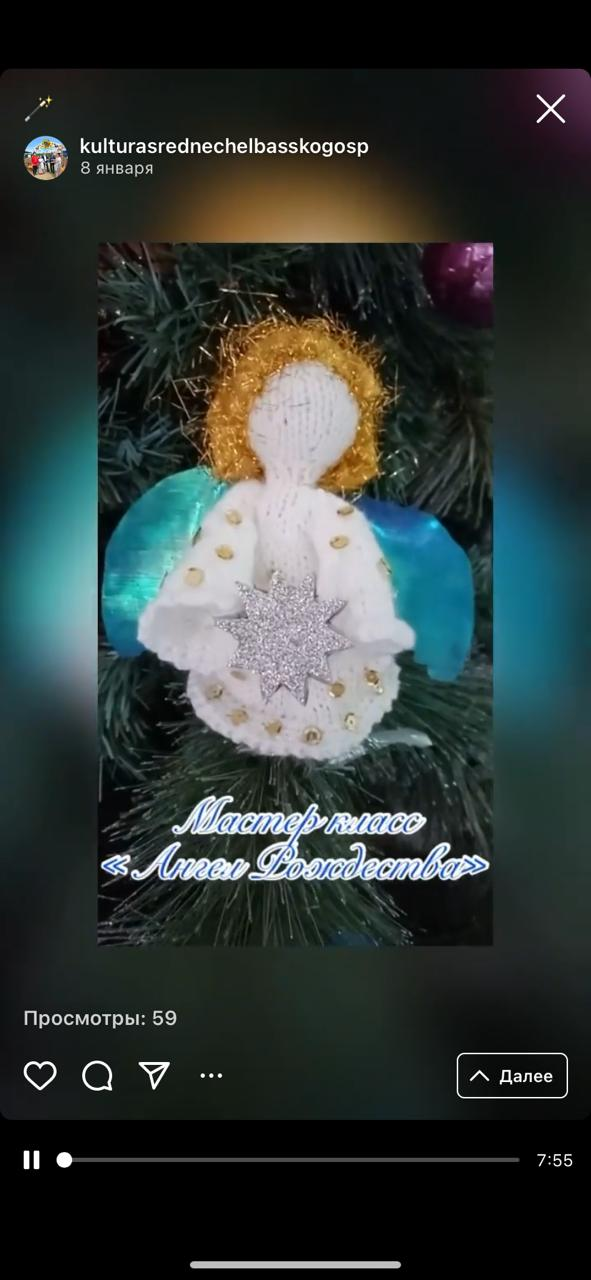 kulturasrednechelbasskogosp
8 января
Мастер класс
« Ангел Рождества»
Просмотры: 59
Далее
7:55